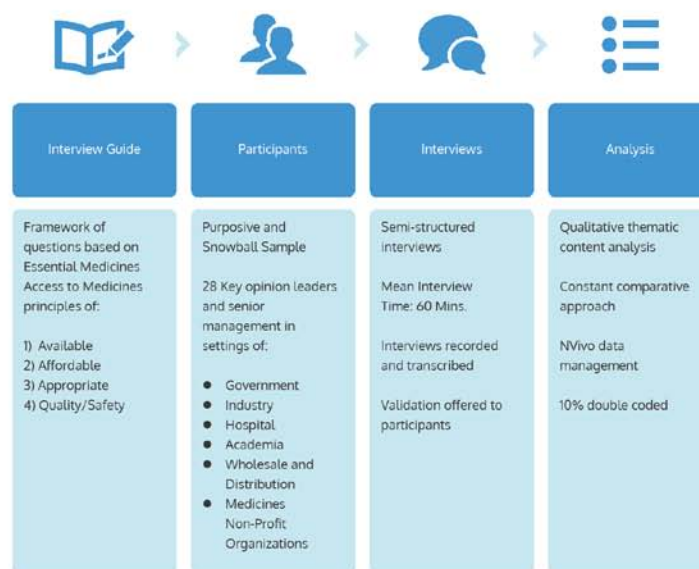 Interview Guide
Participants
Interviews
Analysis
Framework of
questions based on
Essential Medicines
Access to Medicines
principles of:
1) Available
2) Affordable
3) Appropriate
4) Quality/Safety
Purposive and
Snowball Sample
28 Key opinion leaders
and senior
management in
settings of:
● Government
● Industry
● Hospital
● Academia
● Wholesale and
Distribution
● Medicines
Non-Profit
Organizations
Semi-structured
interviews
Mean Interview
Time: 60 Mins.
Interviews recorded
and transcribed
Validation offered to
participants
Qualitative thematic
content analysis
Constant comparative
approach
NVivo data
management
10% double coded